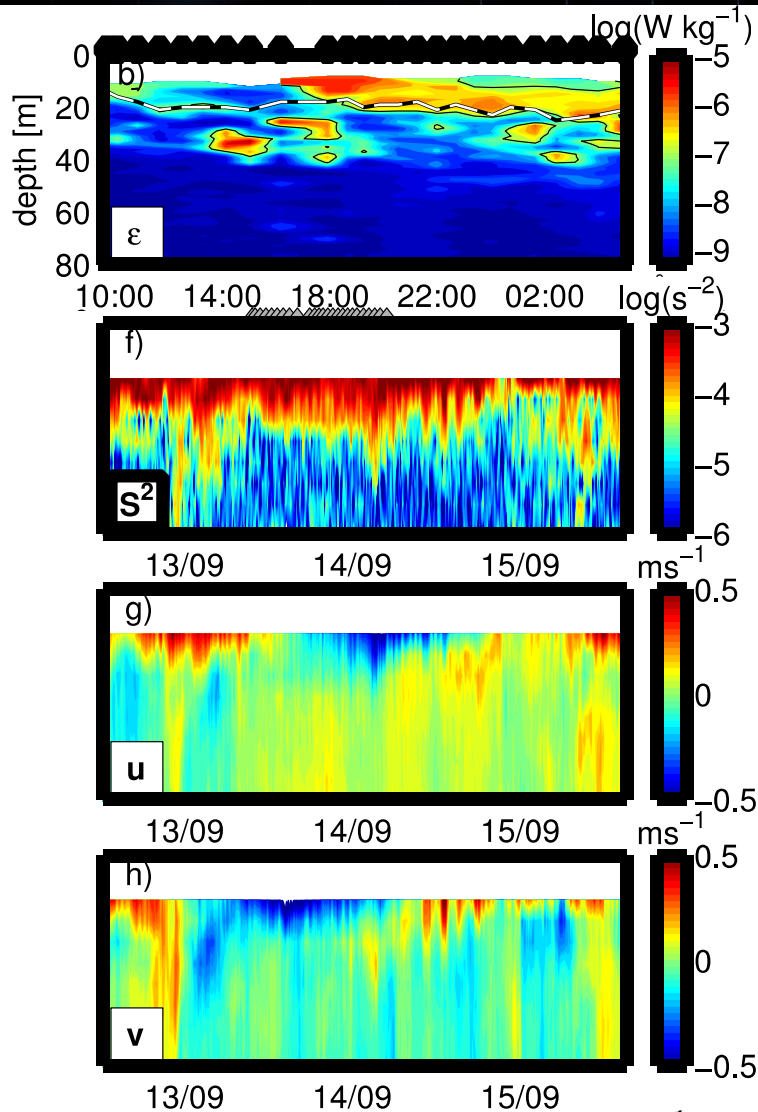 log(W kg⁻¹)
0 b) −5
20 −6
depth [m] 40 −7
60 −8
ε
80 −9
10:00 14:00 18:00 22:00 02:00 log(s⁻²)
f) −3
−4
−5
S²
−6
13/09 14/09 15/09 ms⁻¹
g) 0.5
0
u
−0.5
13/09 14/09 15/09 ms⁻¹
h) 0.5
0
v
−0.5
13/09 14/09 15/09